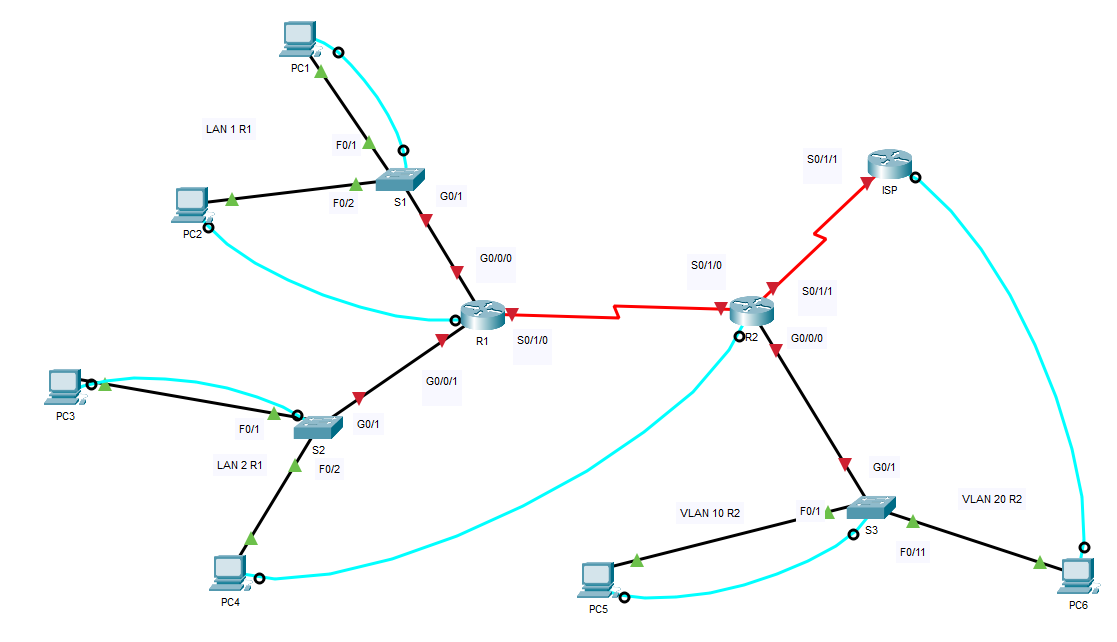 PC1
LAN 1 R1
F0/1
S0/1/1
ISP
PC2
F0/2
S1
G0/1
G0/0/0
S0/1/0
S0/1/1
R1
S0/1/0
R2
G0/0/0
G0/0/1
PC3
F0/1
S2
G0/1
LAN 2 R1
F0/2
G0/1
VLAN 10 R2
F0/1
S3
VLAN 20 R2
F0/11
PC4
PC5
PC6